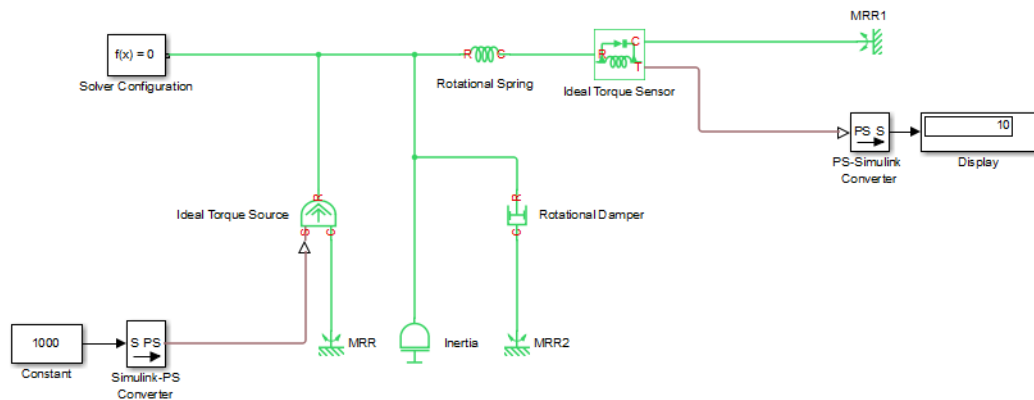 MRR1
f(x) = 0
Solver Configuration
R C
Rotational Spring
R C
T
Ideal Torque Sensor
10
PS S
Display
PS-Simulink
Converter
R
Ideal Torque Source
S C
R
Rotational Damper
C
1000
Constant
S PS
Simulink-PS
Converter
MRR
Inertia
MRR2